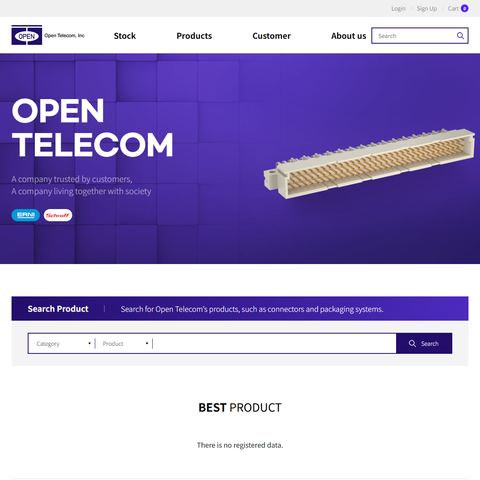 Login
Sign Up
Cart 0
OPEN
Open Telecom, Inc
Stock
Products
Customer
About us
Search
OPEN
TELECOM
A company trusted by customers,
A company living together with society
ERNI
Schroff
Search Product
Search for Open Telecom's products, such as connectors and packaging systems.
Category
Product
Search
BEST PRODUCT
There is no registered data.